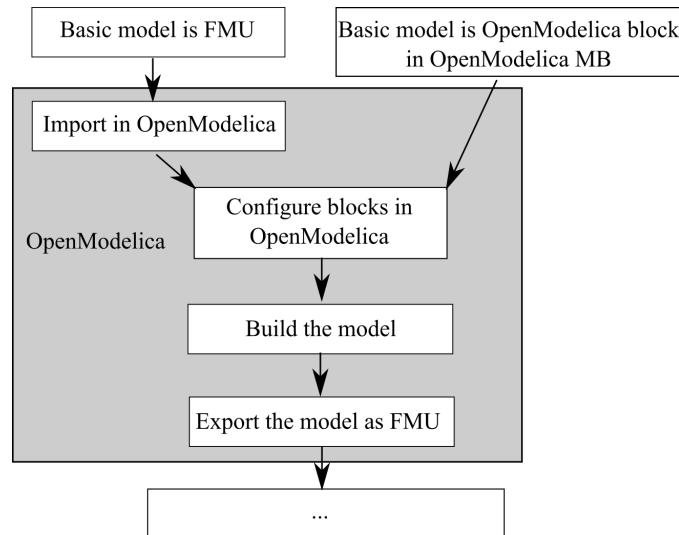 Basic model is FMU
Basic model is OpenModelica block
in OpenModelica MB
Import in OpenModelica
Configure blocks in
OpenModelica
OpenModelica
Build the model
Export the model as FMU
...